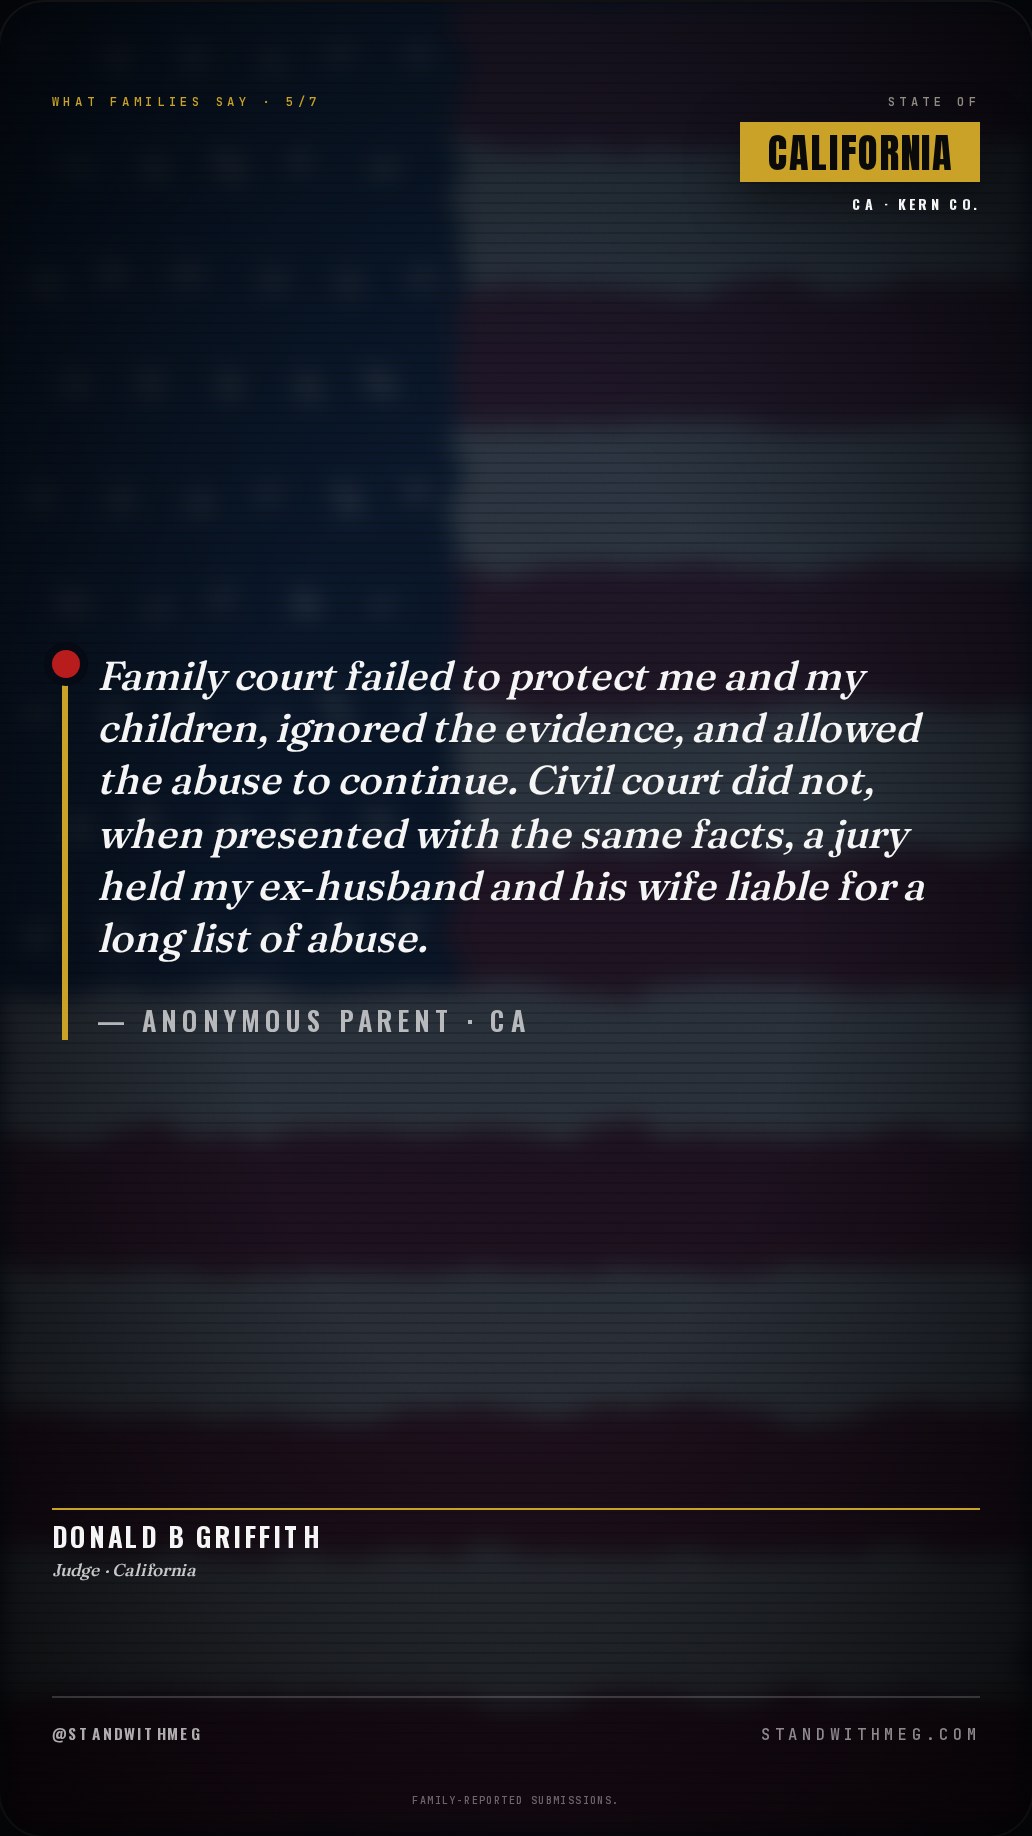 WHAT FAMILIES SAY · 5/7
STATE OF
CALIFORNIA
CA · KERN CO.
Family court failed to protect me and my
children, ignored the evidence, and allowed
the abuse to continue. Civil court did not,
when presented with the same facts, a jury
held my ex-husband and his wife liable for a
long list of abuse.
— ANONYMOUS PARENT · CA
DONALD B GRIFFITH
Judge · California
@STANDWITHMEG
STANDWITHMEG.COM
FAMILY-REPORTED SUBMISSIONS.